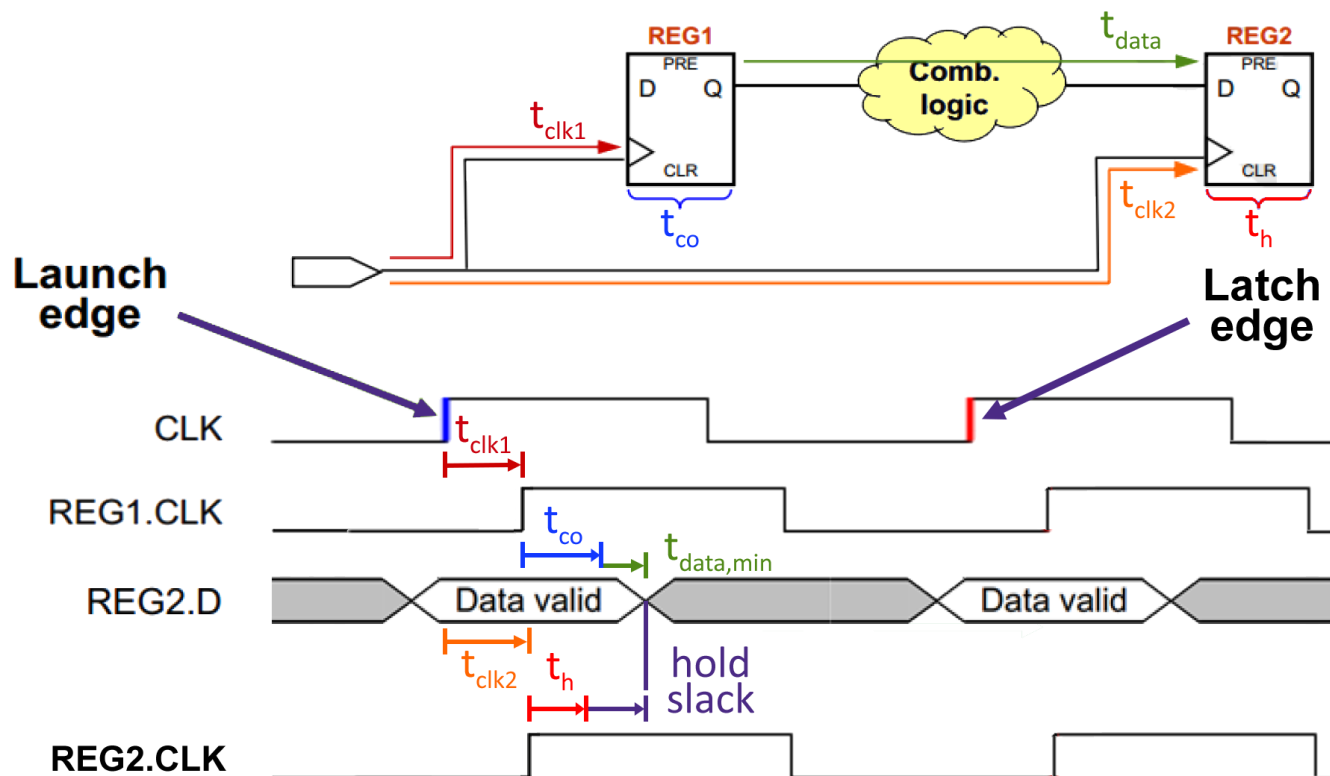 REG1
t_data
REG2
PRE
D Q
CLR
Comb.
logic
PRE
D Q
CLR
t_clk1
t_co
t_clk2
t_h
Launch
edge
Latch
edge
CLK
t_clk1
REG1.CLK
t_co
t_data,min
REG2.D
Data valid
Data valid
t_clk2
t_h
hold
slack
REG2.CLK